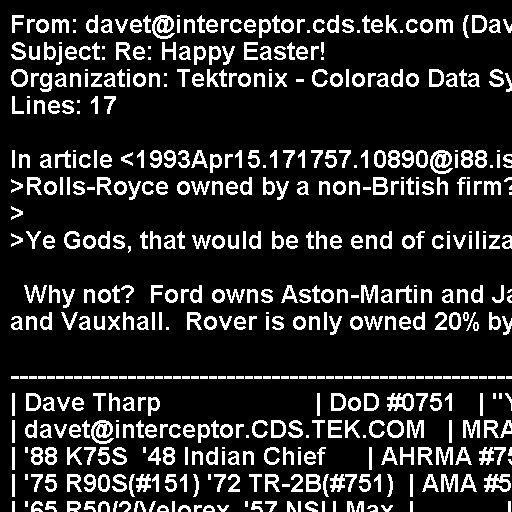 From: davet@interceptor.cds.tek.com (Dav
Subject: Re: Happy Easter!
Organization: Tektronix - Colorado Data Sy
Lines: 17
In article <1993Apr15.171757.10890@i88.is
>Rolls-Royce owned by a non-British firm?
>
>Ye Gods, that would be the end of civiliza
Why not?  Ford owns Aston-Martin and Ja
and Vauxhall.  Rover is only owned 20% by
-----------------------------------------------------------------
| Dave Tharp | DoD #0751 | "Y
| davet@interceptor.CDS.TEK.COM | MRA
| '88 K75S  '48 Indian Chief | AHRMA #75
| '75 R90S(#151) '72 TR-2B(#751) | AMA #5
| '65 R50/2/Velorex  '57 NSU Max |